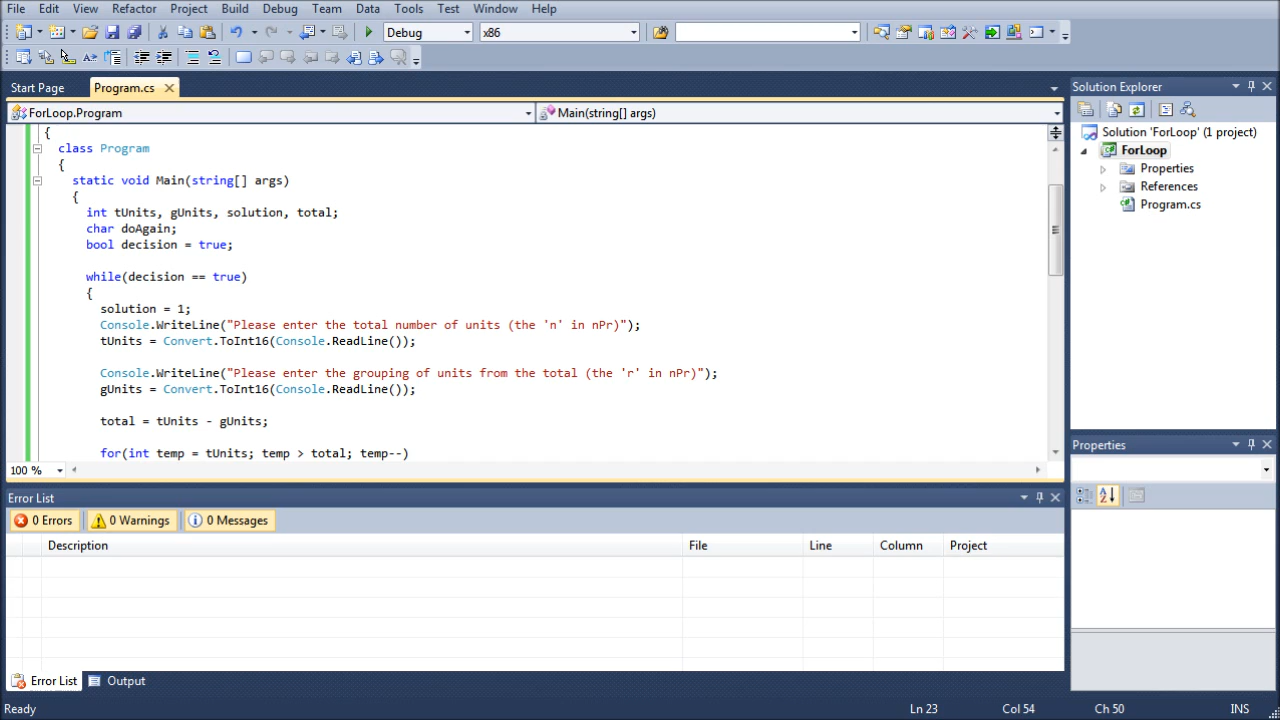 File Edit View Refactor Project Build Debug Team Data Tools Test Window Help
Debug x86
Start Page Program.cs
ForLoop.Program Main(string[] args)
{
class Program
{
static void Main(string[] args)
{
int tUnits, gUnits, solution, total;
char doAgain;
bool decision = true;
while(decision == true)
{
solution = 1;
Console.WriteLine("Please enter the total number of units (the 'n' in nPr)");
tUnits = Convert.ToInt16(Console.ReadLine());
Console.WriteLine("Please enter the grouping of units from the total (the 'r' in nPr)");
gUnits = Convert.ToInt16(Console.ReadLine());
total = tUnits - gUnits;
for(int temp = tUnits; temp > total; temp--)
100 %
Solution Explorer
Solution 'ForLoop' (1 project)
ForLoop
Properties
References
Program.cs
Properties
Error List
0 Errors 0 Warnings 0 Messages
Description File Line Column Project
Error List Output
Ready Ln 23 Col 54 Ch 50 INS